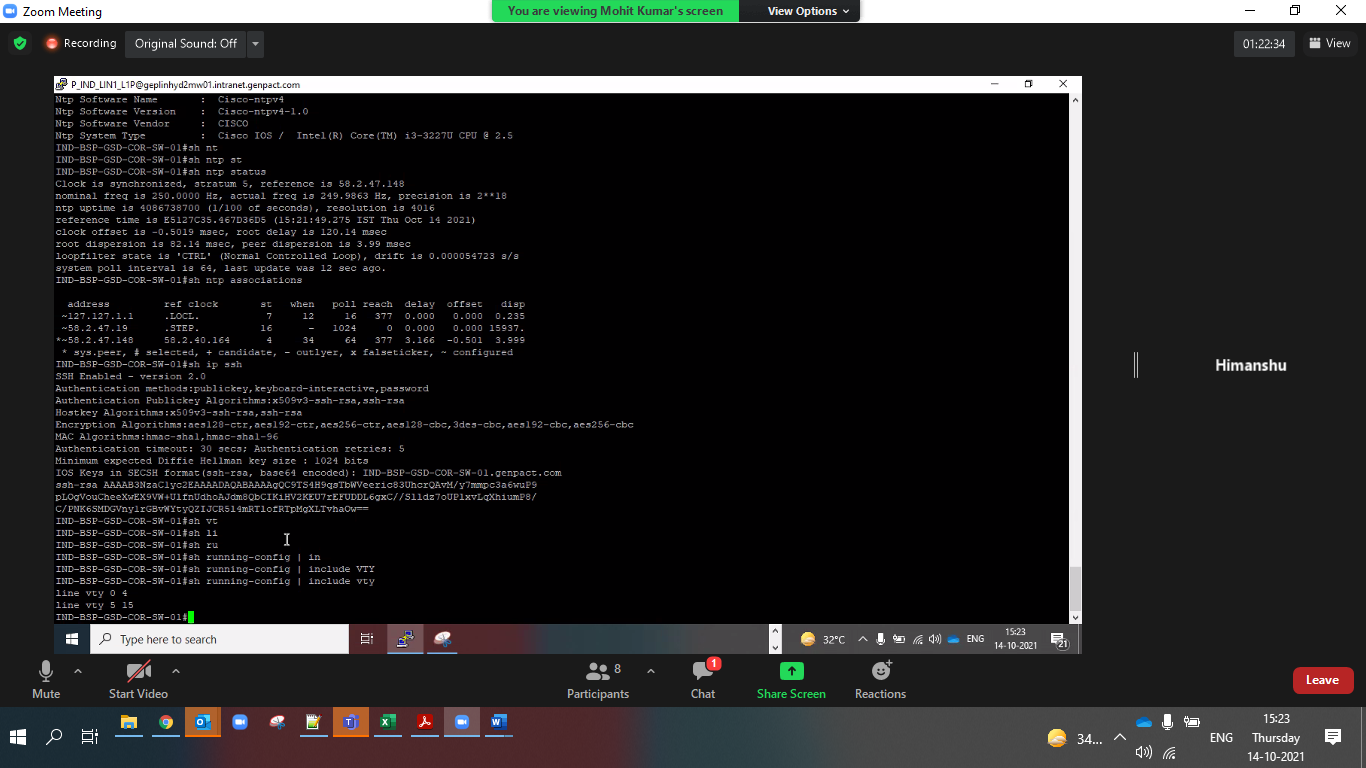 Zoom Meeting
You are viewing Mohit Kumar's screen
View Options
Recording
Original Sound: Off
01:22:34
View
P_IND_LIN1_L1P@geplinhyd2mw01.intranet.genpact.com
Ntp Software Name : Cisco-ntpv4
Ntp Software Version : Cisco-ntpv4-1.0
Ntp Software Vendor : CISCO
Ntp System Type : Cisco IOS / Intel(R) Core(TM) i3-3227U CPU @ 2.5
IND-BSP-GSD-COR-SW-01#sh nt
IND-BSP-GSD-COR-SW-01#sh ntp st
IND-BSP-GSD-COR-SW-01#sh ntp status
Clock is synchronized, stratum 5, reference is 58.2.47.148
nominal freq is 250.0000 Hz, actual freq is 249.9863 Hz, precision is 2**18
ntp uptime is 4086738700 (1/100 of seconds), resolution is 4016
reference time is E5127C35.467D36D5 (15:21:49.275 IST Thu Oct 14 2021)
clock offset is -0.5019 msec, root delay is 120.14 msec
root dispersion is 82.14 msec, peer dispersion is 3.99 msec
loopfilter state is 'CTRL' (Normal Controlled Loop), drift is 0.000054723 s/s
system poll interval is 64, last update was 12 sec ago.
IND-BSP-GSD-COR-SW-01#sh ntp associations
address ref clock st when poll reach delay offset disp
~127.127.1.1 .LOCL. 7 12 16 377 0.000 0.000 0.235
~58.2.47.19 .STEP. 16 - 1024 0 0.000 0.000 15937.
*~58.2.47.148 58.2.40.164 4 34 64 377 3.166 -0.501 3.999
* sys.peer, # selected, + candidate, - outlyer, x falseticker, ~ configured
IND-BSP-GSD-COR-SW-01#sh ip ssh
SSH Enabled - version 2.0
Authentication methods:publickey,keyboard-interactive,password
Authentication Publickey Algorithms:x509v3-ssh-rsa,ssh-rsa
Hostkey Algorithms:x509v3-ssh-rsa,ssh-rsa
Encryption Algorithms:aes128-ctr,aes192-ctr,aes256-ctr,aes128-cbc,3des-cbc,aes192-cbc,aes256-cbc
MAC Algorithms:hmac-sha1,hmac-sha1-96
Authentication timeout: 30 secs; Authentication retries: 5
Minimum expected Diffie Hellman key size : 1024 bits
IOS Keys in SECSH format(ssh-rsa, base64 encoded): IND-BSP-GSD-COR-SW-01.genpact.com
ssh-rsa
IND-BSP-GSD-COR-SW-01#sh vt
IND-BSP-GSD-COR-SW-01#sh li
IND-BSP-GSD-COR-SW-01#sh ru
IND-BSP-GSD-COR-SW-01#sh running-config | in
IND-BSP-GSD-COR-SW-01#sh running-config | include VTY
IND-BSP-GSD-COR-SW-01#sh running-config | include vty
line vty 0 4
line vty 5 15
IND-BSP-GSD-COR-SW-01#
Himanshu
Type here to search
32°C
ENG
15:23
14-10-2021
21
Mute
Start Video
8
Participants
1
Chat
Share Screen
Reactions
Leave
34...
ENG
15:23
Thursday
14-10-2021